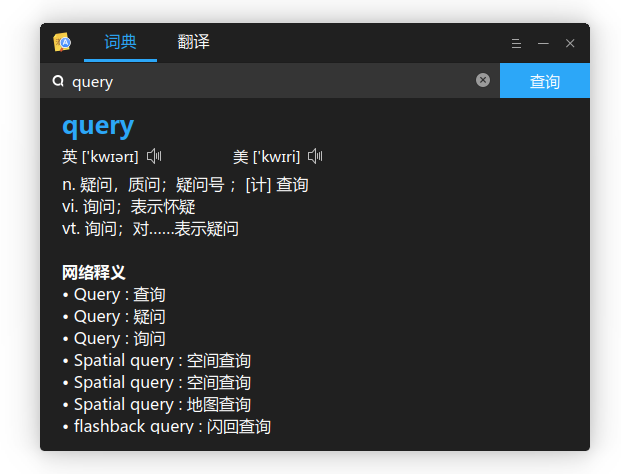 词典 翻译
query 查询
query
英 ['kwɪərɪ] 美 ['kwɪri]
n. 疑问，质问；疑问号 ；[计] 查询
vi. 询问；表示怀疑
vt. 询问；对……表示疑问
网络释义
• Query : 查询
• Query : 疑问
• Query : 询问
• Spatial query : 空间查询
• Spatial query : 空间查询
• Spatial query : 地图查询
• flashback query : 闪回查询